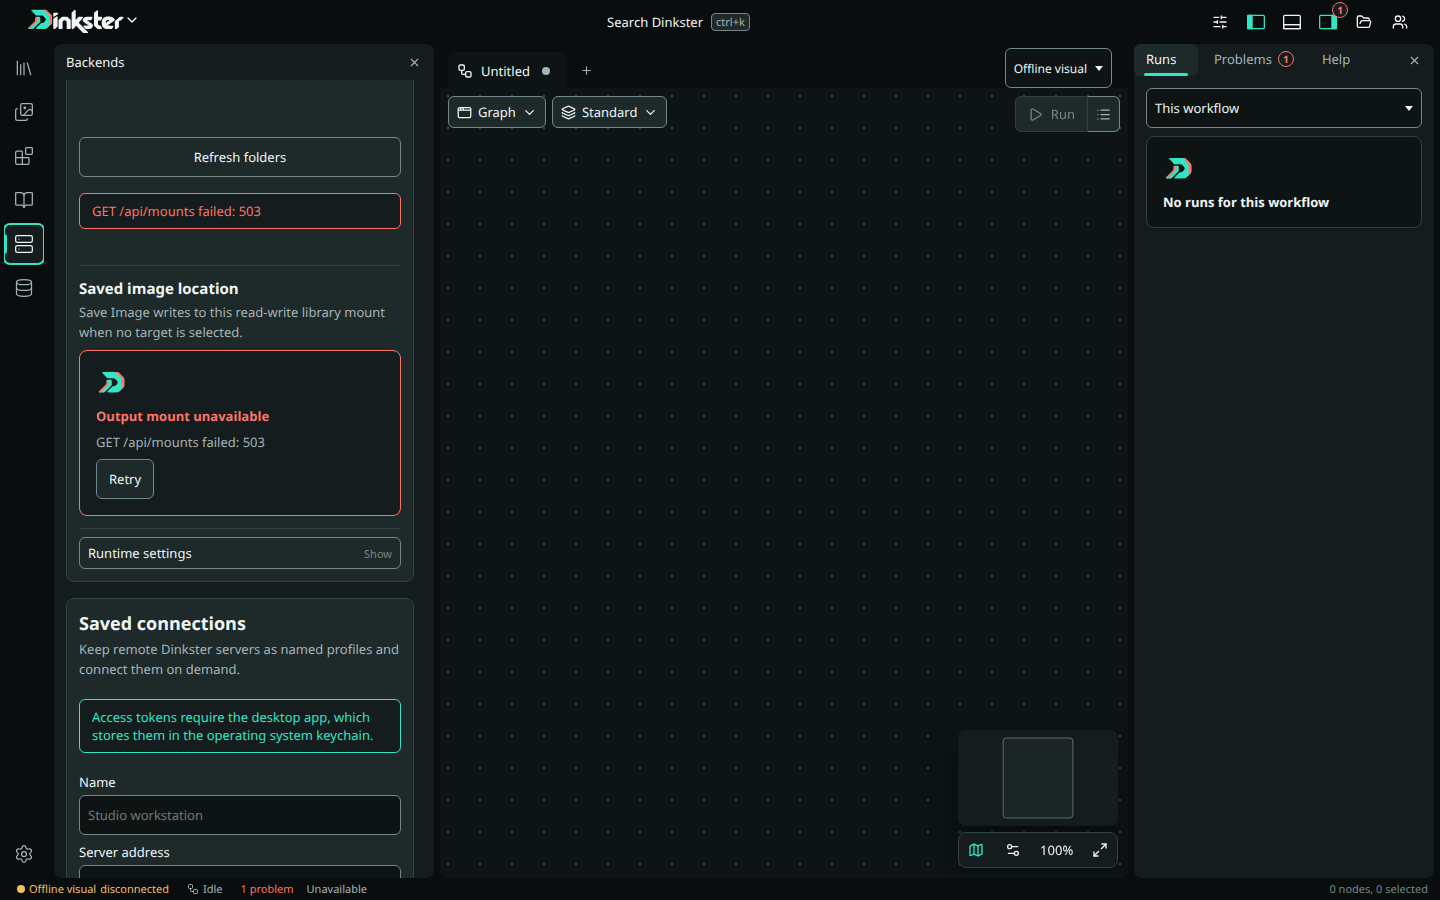 Dinkster
Search Dinkster ctrl+k
1
Backends
Refresh folders
GET /api/mounts failed: 503
Saved image location
Save Image writes to this read-write library mount
when no target is selected.
Output mount unavailable
GET /api/mounts failed: 503
Retry
Runtime settings Show
Saved connections
Keep remote Dinkster servers as named profiles and
connect them on demand.
Access tokens require the desktop app, which
stores them in the operating system keychain.
Name
Studio workstation
Server address
Untitled
Offline visual
Graph
Standard
Run
100%
Runs
Problems 1
Help
This workflow
No runs for this workflow
Offline visual disconnected Idle 1 problem Unavailable
0 nodes, 0 selected